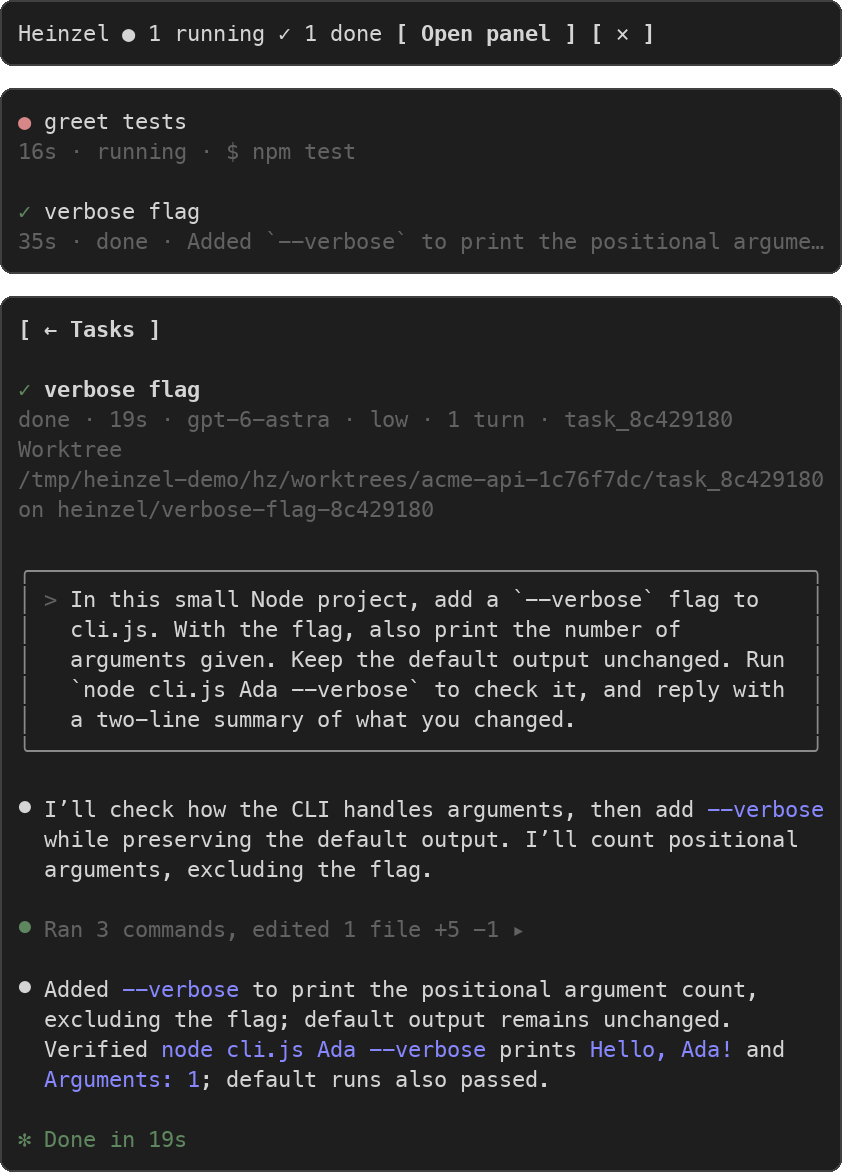 Heinzel ● 1 running ✓ 1 done [ Open panel ] [ × ]
● greet tests
16s · running · $ npm test
✓ verbose flag
35s · done · Added `--verbose` to print the positional argume…
[ ← Tasks ]
✓ verbose flag
done · 19s · gpt-6-astra · low · 1 turn · task_8c429180
Worktree
/tmp/heinzel-demo/hz/worktrees/acme-api-1c76f7dc/task_8c429180
on heinzel/verbose-flag-8c429180
> In this small Node project, add a `--verbose` flag to
cli.js. With the flag, also print the number of
arguments given. Keep the default output unchanged. Run
`node cli.js Ada --verbose` to check it, and reply with
a two-line summary of what you changed.
● I’ll check how the CLI handles arguments, then add --verbose
while preserving the default output. I’ll count positional
arguments, excluding the flag.
● Ran 3 commands, edited 1 file +5 -1 ▸
● Added --verbose to print the positional argument count,
excluding the flag; default output remains unchanged.
Verified node cli.js Ada --verbose prints Hello, Ada! and
Arguments: 1; default runs also passed.
✻ Done in 19s